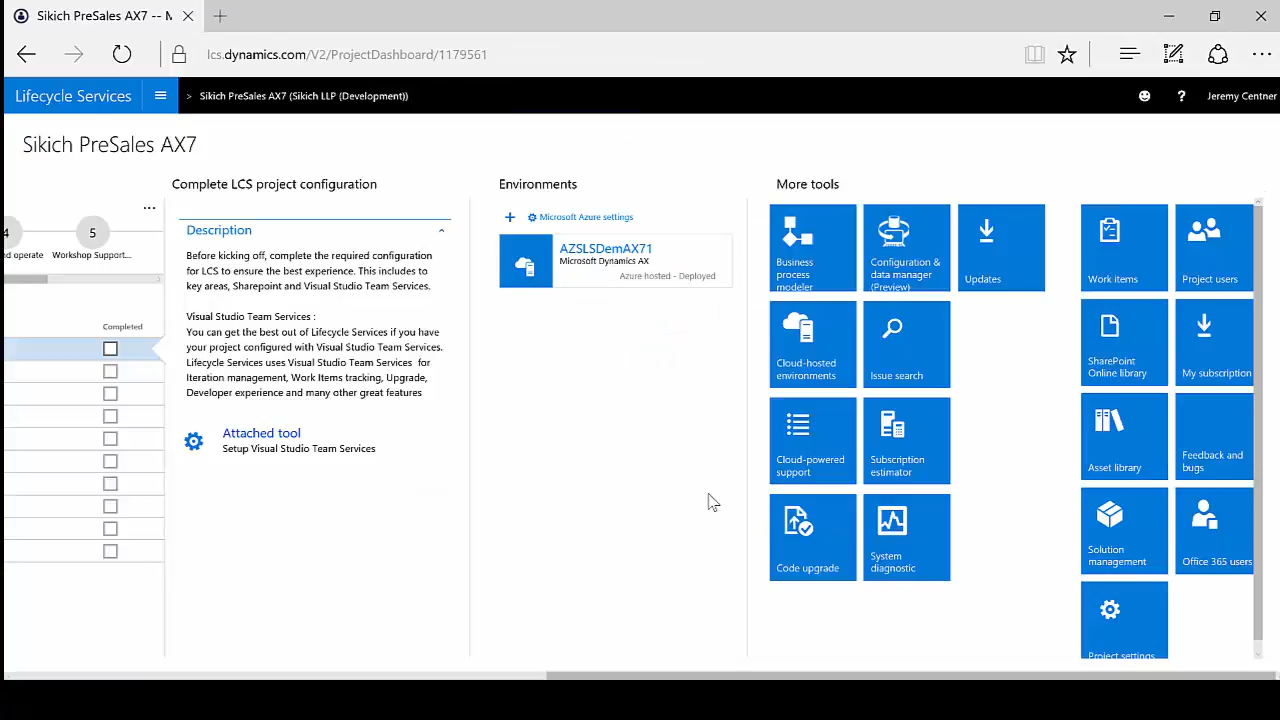 Sikich PreSales AX7 -- M
lcs.dynamics.com/V2/ProjectDashboard/1179561
Lifecycle Services
> Sikich PreSales AX7 (Sikich LLP (Development))
? Jeremy Centner
Sikich PreSales AX7
...
4
5
ed operate
Workshop Support...
Completed
Complete LCS project configuration
Description
Before kicking off, complete the required configuration
for LCS to ensure the best experience. This includes to
key areas, Sharepoint and Visual Studio Team Services.
Visual Studio Team Services :
You can get the best out of Lifecycle Services if you have
your project configured with Visual Studio Team Services.
Lifecycle Services uses Visual Studio Team Services for
Iteration management, Work Items tracking, Upgrade,
Developer experience and many other great features
Attached tool
Setup Visual Studio Team Services
Environments
+ Microsoft Azure settings
AZSLSDemAX71
Microsoft Dynamics AX
Azure hosted - Deployed
More tools
Business
process
modeler
Configuration &
data manager
(Preview)
Updates
Work items
Project users
Cloud-hosted
environments
Issue search
SharePoint
Online library
My subscription
Cloud-powered
support
Subscription
estimator
Asset library
Feedback and
bugs
Code upgrade
System
diagnostic
Solution
management
Office 365 users
Project settings